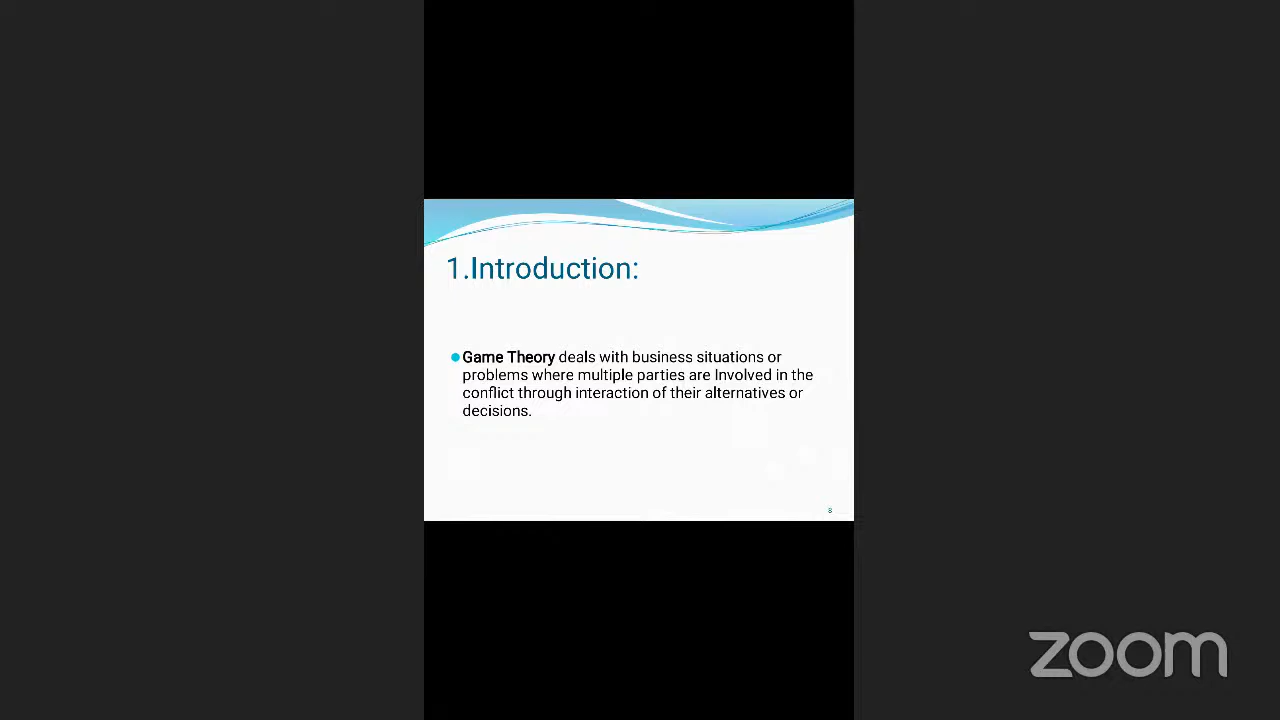 1.Introduction:
Game Theory deals with business situations or
problems where multiple parties are Involved in the
conflict through interaction of their alternatives or
decisions.
8
zoom